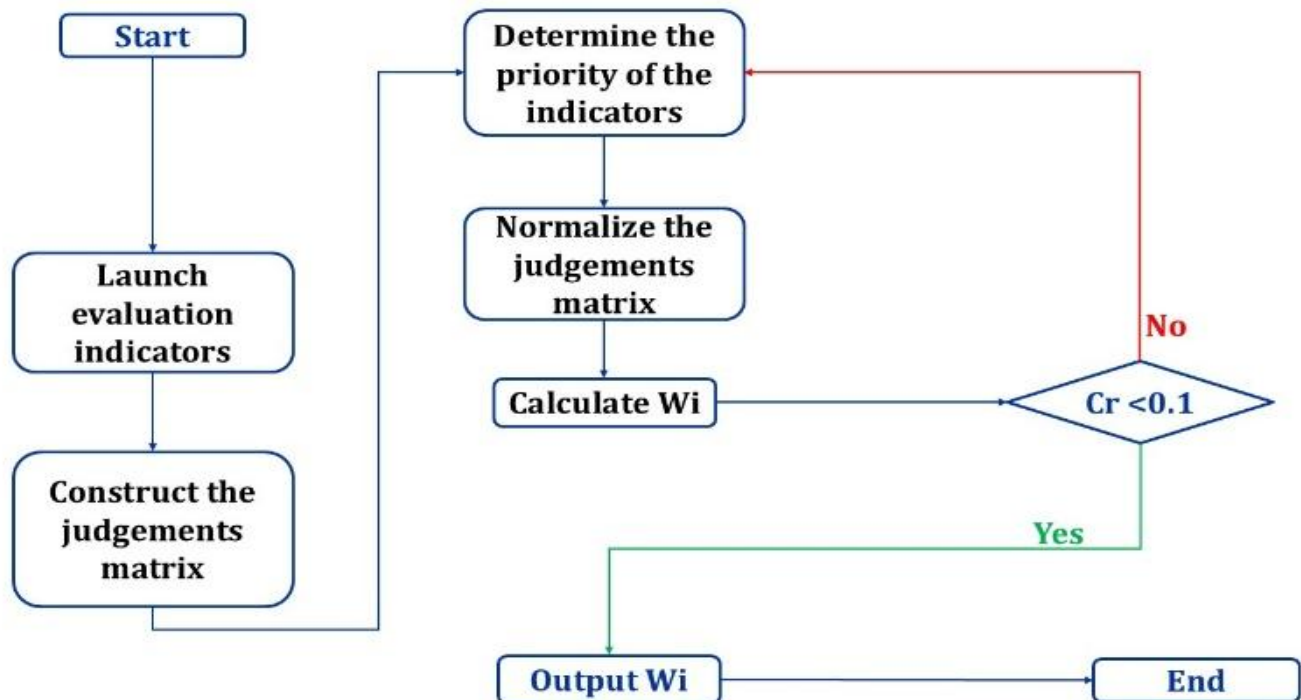 Start
Launch
evaluation
indicators
Construct the
judgements
matrix
Determine the
priority of the
indicators
Normalize the
judgements
matrix
Calculate Wi
Cr <0.1
No
Yes
Output Wi
End